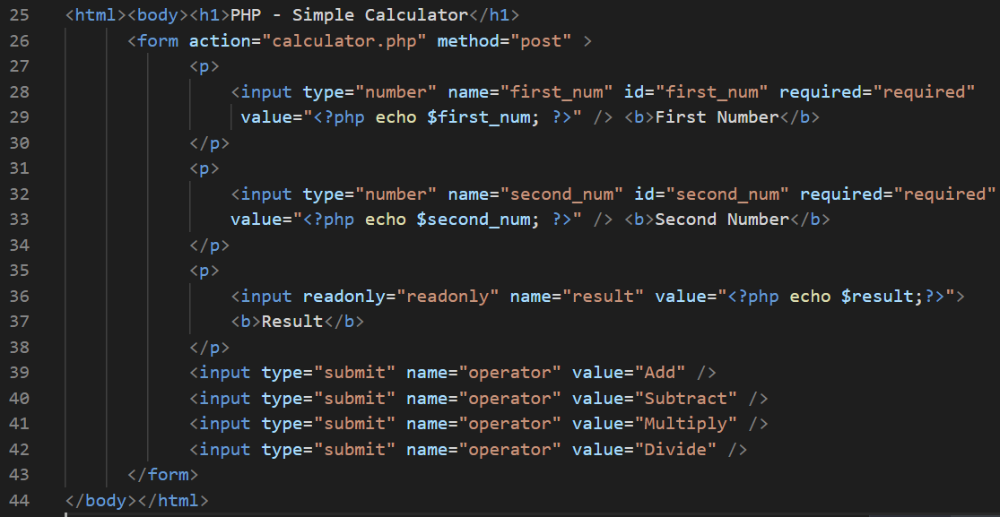 25 <html><body><h1>PHP - Simple Calculator</h1>
26 <form action="calculator.php" method="post" >
27 <p>
28 <input type="number" name="first_num" id="first_num" required="required"
29 value="<?php echo $first_num; ?>" /> <b>First Number</b>
30 </p>
31 <p>
32 <input type="number" name="second_num" id="second_num" required="required"
33 value="<?php echo $second_num; ?>" /> <b>Second Number</b>
34 </p>
35 <p>
36 <input readonly="readonly" name="result" value="<?php echo $result;?>">
37 <b>Result</b>
38 </p>
39 <input type="submit" name="operator" value="Add" />
40 <input type="submit" name="operator" value="Subtract" />
41 <input type="submit" name="operator" value="Multiply" />
42 <input type="submit" name="operator" value="Divide" />
43 </form>
44 </body></html>